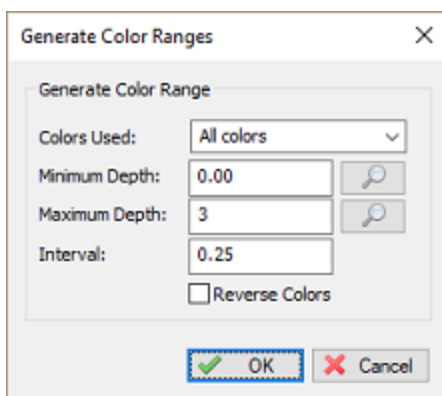 Generate Color Ranges
Generate Color Range
Colors Used: All colors
Minimum Depth: 0.00
Maximum Depth: 3
Interval: 0.25
Reverse Colors
OK Cancel